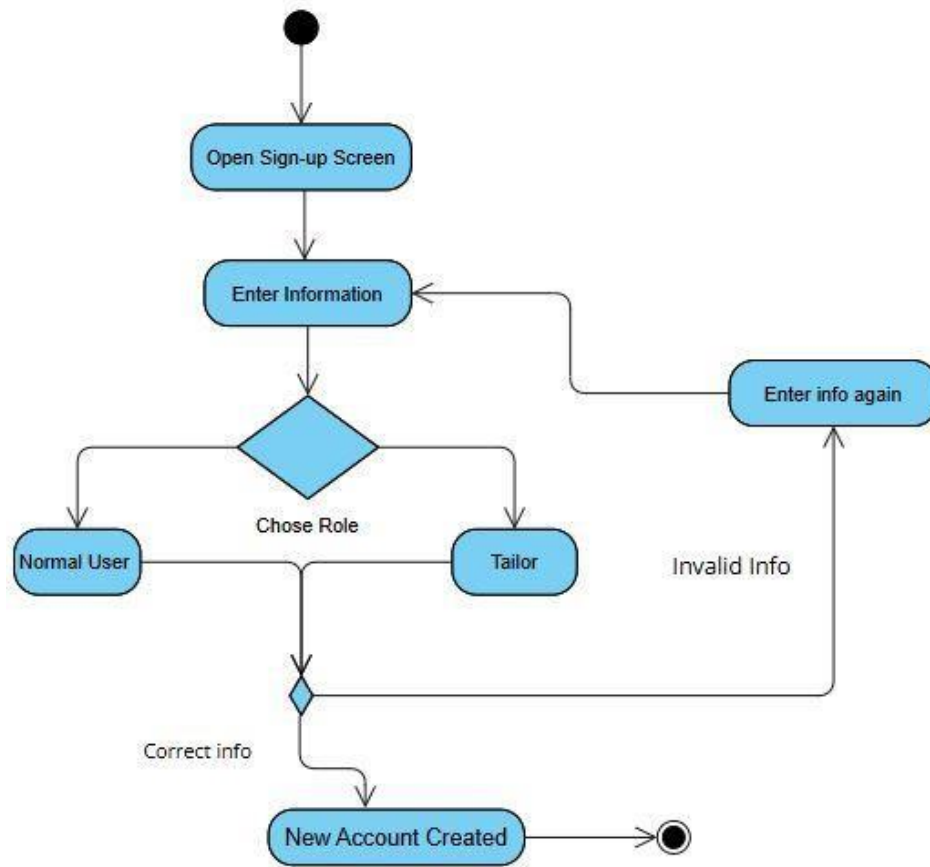 Open Sign-up Screen
Enter Information
Enter info again
Chose Role
Normal User
Tailor
Invalid Info
Correct info
New Account Created